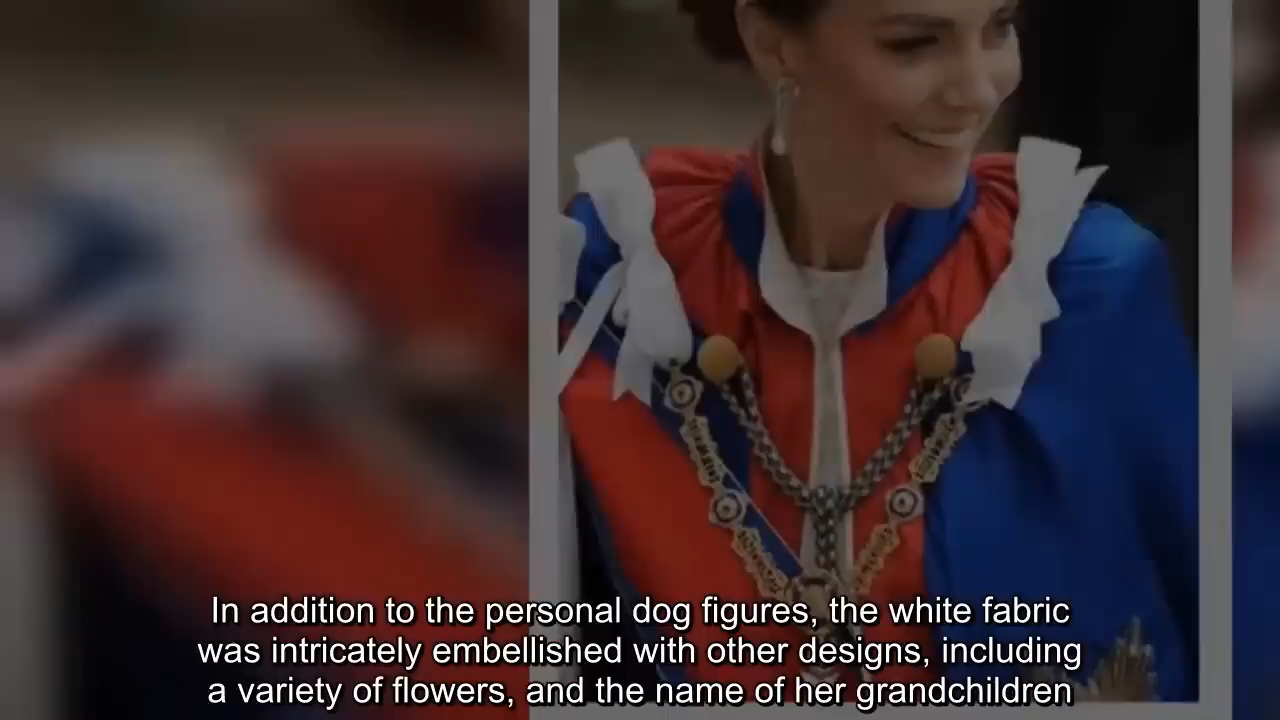 In addition to the personal dog figures, the white fabric
was intricately embellished with other designs, including
a variety of flowers, and the name of her grandchildren